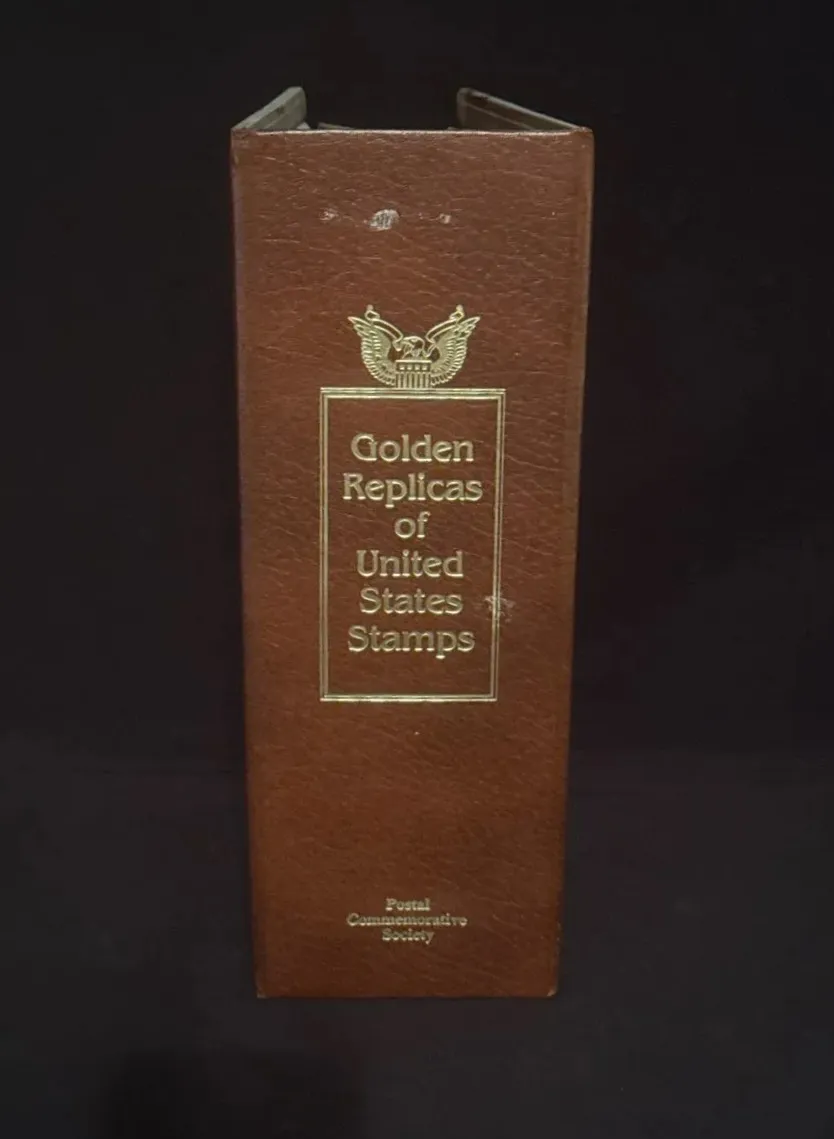 Golden
Replicas
of
United
States
Stamps
Postal
Commemorative
Society